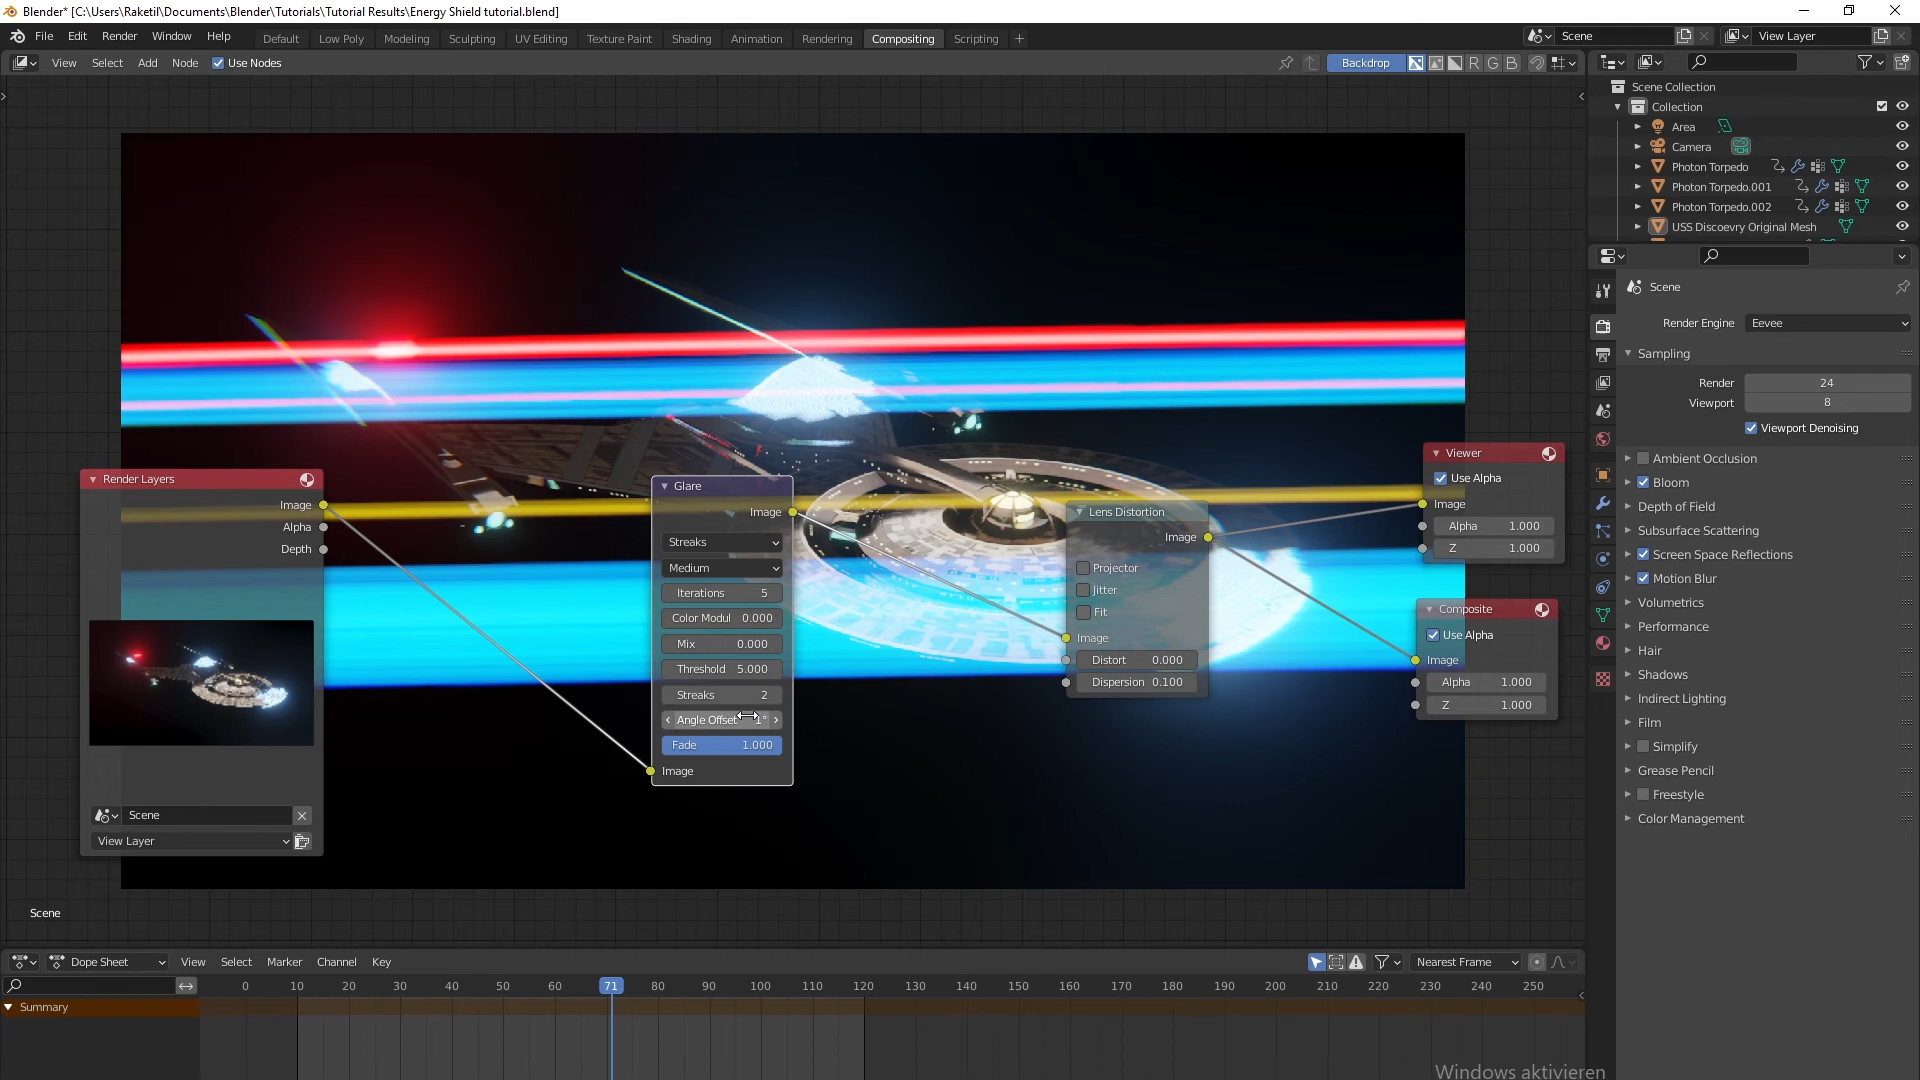 Blender* [C:\Users\Raketil\Documents\Blender\Tutorials\Tutorial Results\Energy Shield tutorial.blend]
File Edit Render Window Help Default Low Poly Modeling Sculpting UV Editing Texture Paint Shading Animation Rendering Compositing Scripting + Scene View Layer
View Select Add Node Use Nodes Backdrop R G B
Scene Collection
Collection
Area
Camera
Photon Torpedo
Photon Torpedo.001
Photon Torpedo.002
USS Discoevry Original Mesh
Scene
Render Engine Eevee
Sampling
Render 24
Viewport 8
Viewport Denoising
Ambient Occlusion
Bloom
Depth of Field
Subsurface Scattering
Screen Space Reflections
Motion Blur
Volumetrics
Performance
Hair
Shadows
Indirect Lighting
Film
Simplify
Grease Pencil
Freestyle
Color Management
Render Layers
Image
Alpha
Depth
Scene
View Layer
Glare
Image
Streaks
Medium
Iterations 5
Color Modul 0.000
Mix 0.000
Threshold 5.000
Streaks 2
Angle Offset 1°
Fade 1.000
Image
Lens Distortion
Image
Projector
Jitter
Fit
Image
Distort 0.000
Dispersion 0.100
Viewer
Use Alpha
Image
Alpha 1.000
Z 1.000
Composite
Use Alpha
Image
Alpha 1.000
Z 1.000
Scene
Dope Sheet View Select Marker Channel Key Nearest Frame
0 10 20 30 40 50 60 71 80 90 100 110 120 130 140 150 160 170 180 190 200 210 220 230 240 250
Summary
Windows aktivieren